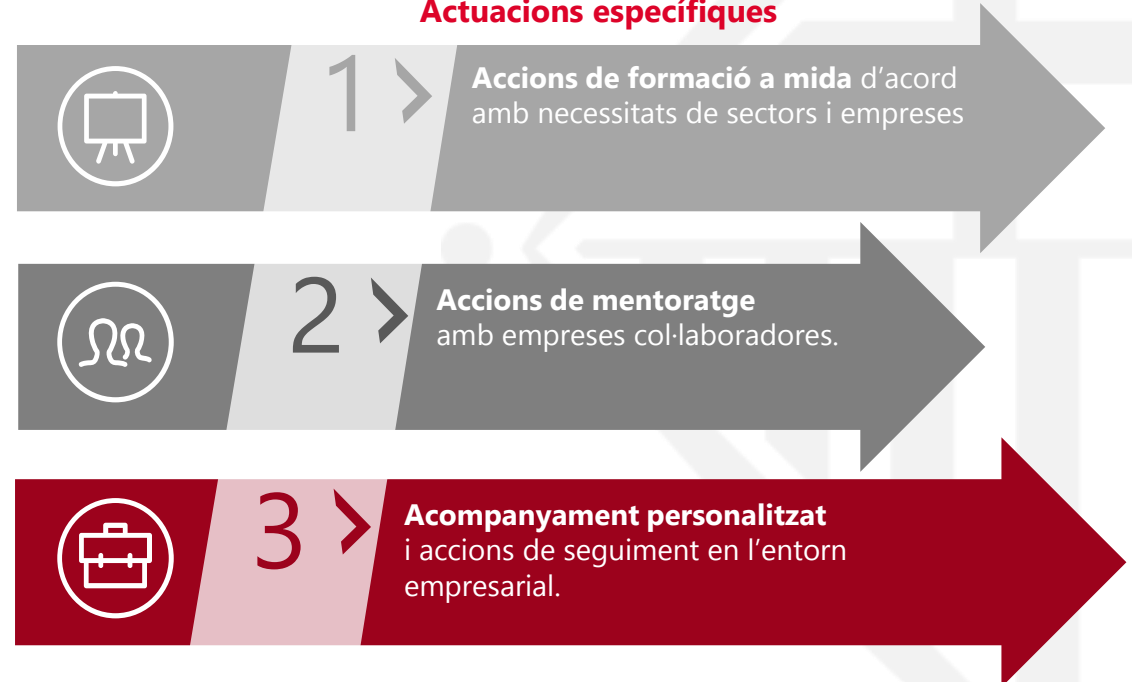 Actuacions específiques
1
Accions de formació a mida d’acord
amb necessitats de sectors i empreses
2
Accions de mentoratge
amb empreses col·laboradores.
3
Acompanyament personalitzat
i accions de seguiment en l’entorn
empresarial.